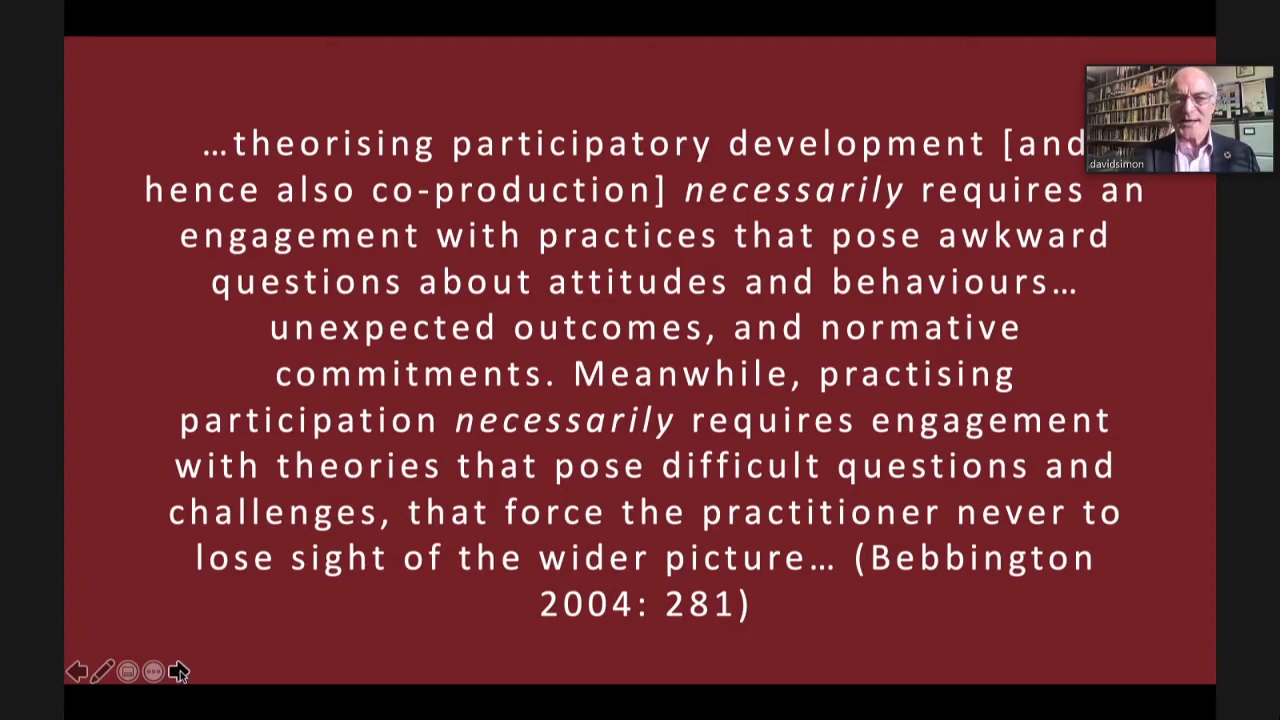 …theorising participatory development [and
hence also co-production] necessarily requires an
engagement with practices that pose awkward
questions about attitudes and behaviours…
unexpected outcomes, and normative
commitments. Meanwhile, practising
participation necessarily requires engagement
with theories that pose difficult questions and
challenges, that force the practitioner never to
lose sight of the wider picture… (Bebbington
2004: 281)
davidsimon